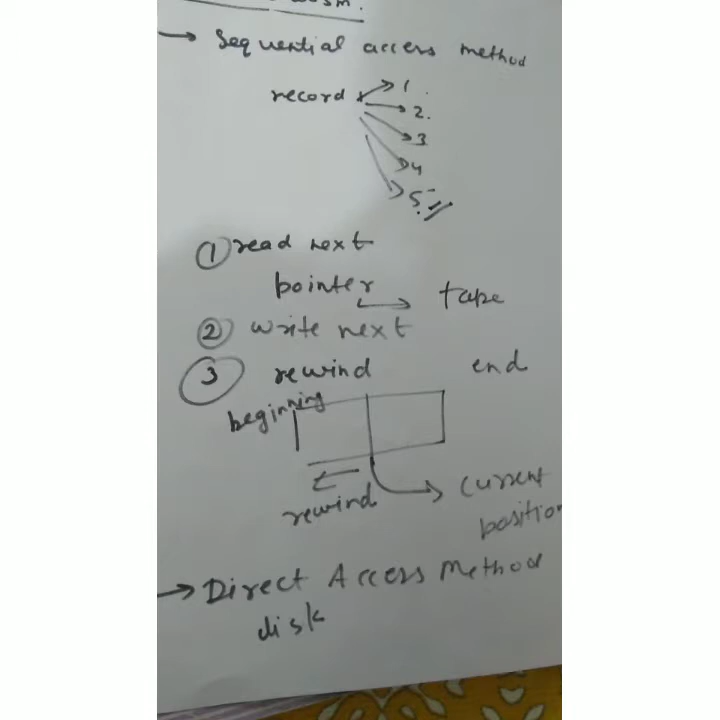 → Sequential access method
record → 1.
→ 2.
→ 3
→ 4
→ 5.
① read next
pointer → tape
② write next
③ rewind end
beginning
rewind current
position
→ Direct Access Method
disk